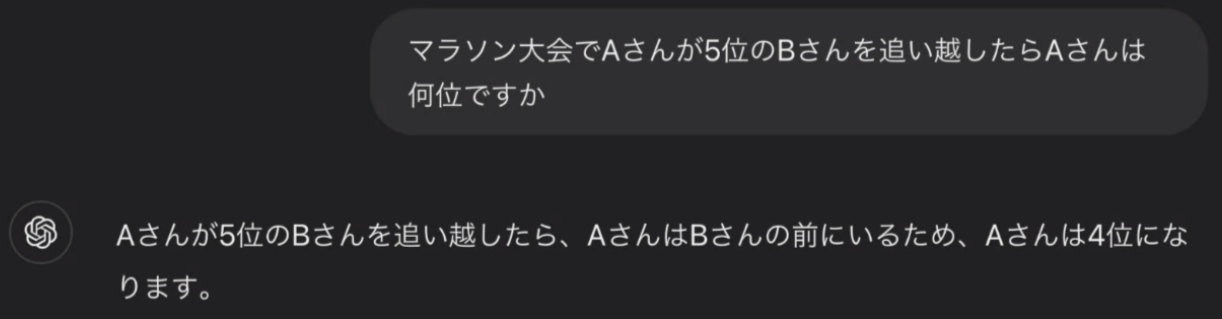 マラソン大会でAさんが5位のBさんを追い越したらAさんは
何位ですか
Aさんが5位のBさんを追い越したら、AさんはBさんの前にいるため、Aさんは4位にな
ります。